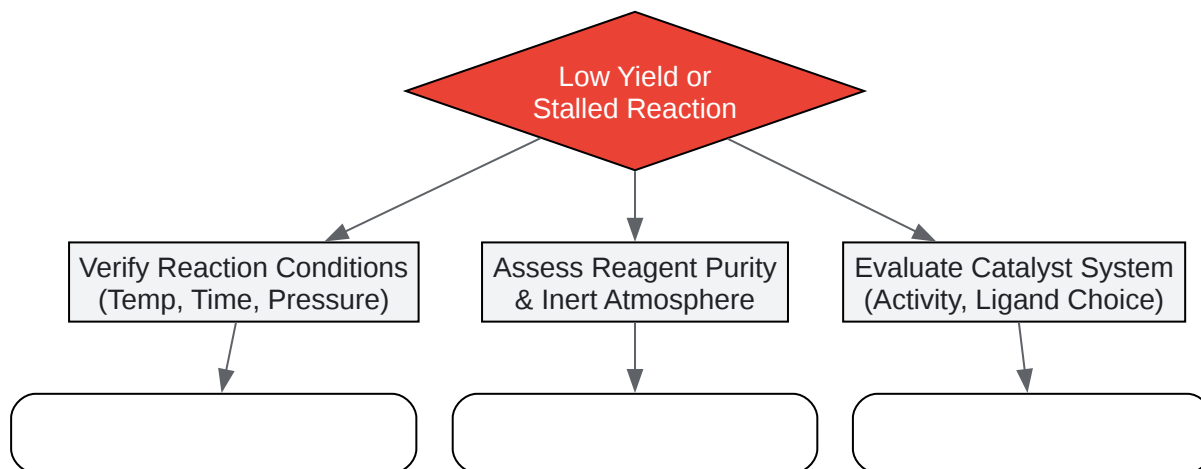 Low Yield or
Stalled Reaction
Verify Reaction Conditions
(Temp, Time, Pressure)
Assess Reagent Purity
& Inert Atmosphere
Evaluate Catalyst System
(Activity, Ligand Choice)